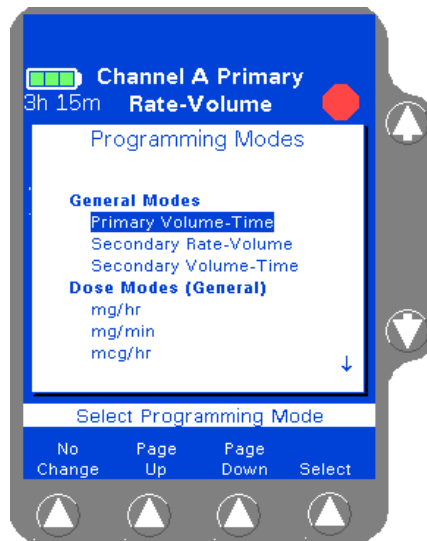 Channel A Primary
3h 15m Rate-Volume
Programming Modes
General Modes
Primary Volume-Time
Secondary Rate-Volume
Secondary Volume-Time
Dose Modes (General)
mg/hr
mg/min
mcg/hr
↓
Select Programming Mode
No Page Page
Change Up Down Select